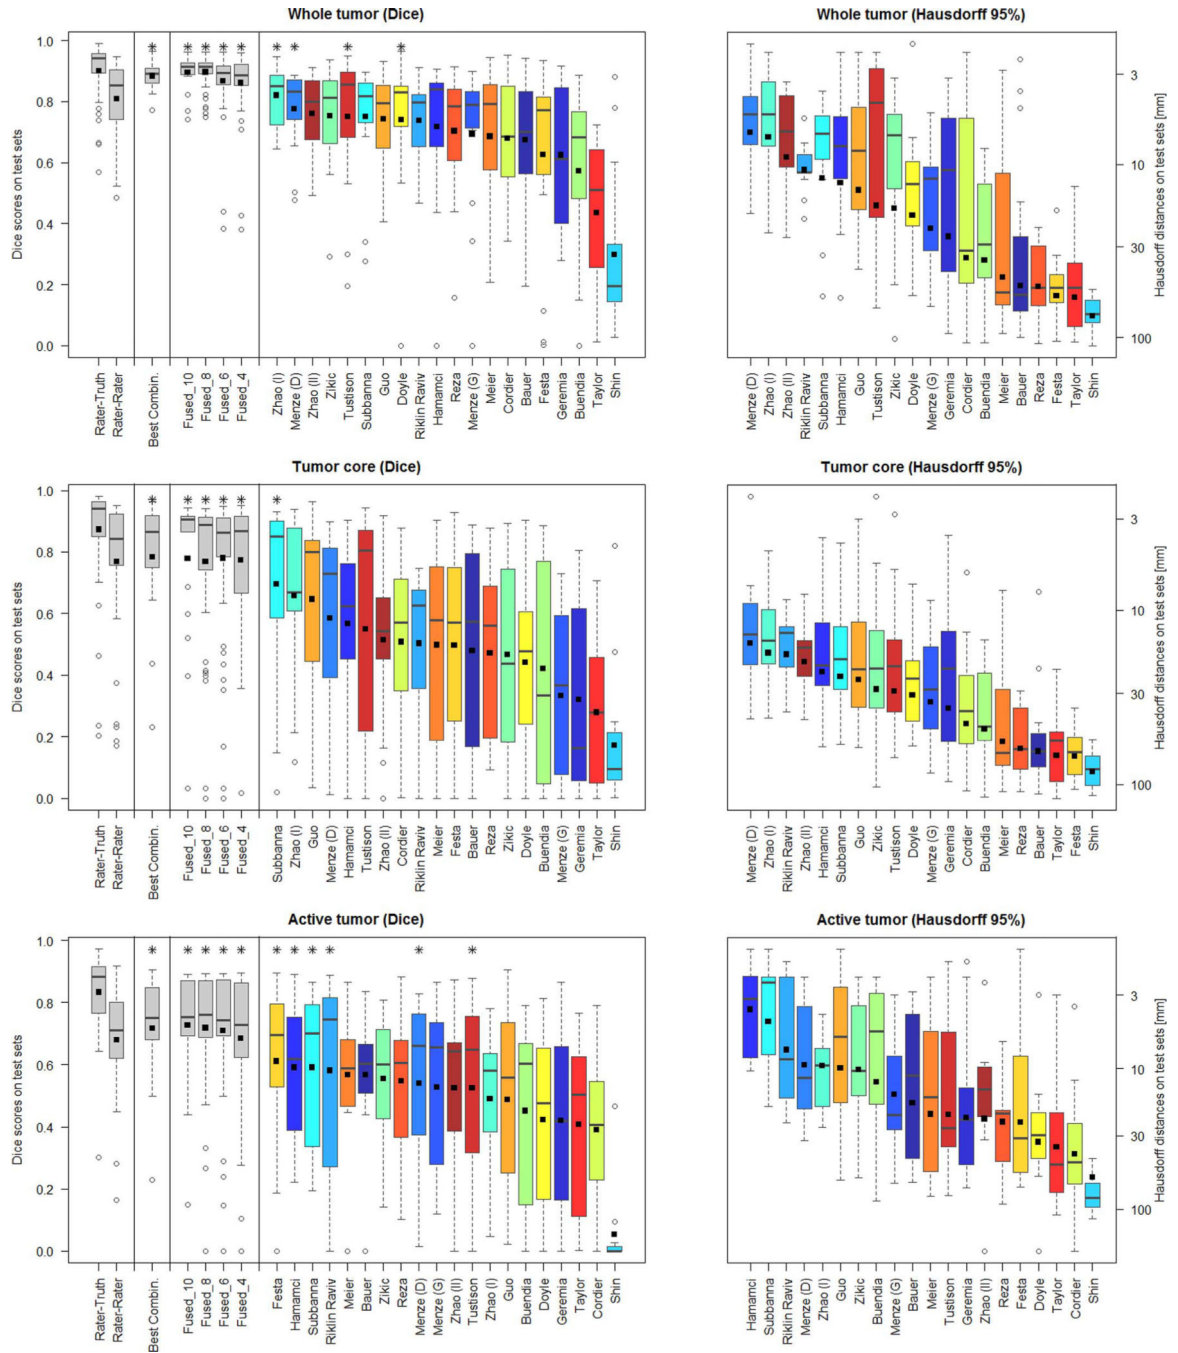 Whole tumor (Dice)
Dice scores on test sets
1.0
0.8
0.6
0.4
0.2
0.0
* * * * * * * * *
Rater-Truth
Rater-Rater
Best Combin.
Fused_10
Fused_8
Fused_6
Fused_4
Zhao (I)
Menze (D)
Zhao (II)
Zikic
Tustison
Subbanna
Guo
Doyle
Riklin Raviv
Hamamci
Reza
Menze (G)
Meier
Cordier
Bauer
Festa
Geremia
Buendia
Taylor
Shin
Whole tumor (Hausdorff 95%)
3
10
30
100
Hausdorff distances on test sets [mm]
Menze (D)
Zhao (I)
Zhao (II)
Riklin Raviv
Subbanna
Hamamci
Guo
Tustison
Zikic
Doyle
Menze (G)
Geremia
Cordier
Buendia
Meier
Bauer
Reza
Festa
Taylor
Shin
Tumor core (Dice)
Dice scores on test sets
1.0
0.8
0.6
0.4
0.2
0.0
* * * * * *
Rater-Truth
Rater-Rater
Best Combin.
Fused_10
Fused_8
Fused_6
Fused_4
Subbanna
Zhao (I)
Guo
Menze (D)
Hamamci
Tustison
Zhao (II)
Cordier
Riklin Raviv
Meier
Festa
Bauer
Reza
Zikic
Doyle
Buendia
Menze (G)
Geremia
Taylor
Shin
Tumor core (Hausdorff 95%)
3
10
30
100
Hausdorff distances on test sets [mm]
Menze (D)
Zhao (I)
Riklin Raviv
Zhao (II)
Hamamci
Subbanna
Guo
Zikic
Tustison
Doyle
Menze (G)
Geremia
Cordier
Buendia
Meier
Reza
Bauer
Taylor
Festa
Shin
Active tumor (Dice)
Dice scores on test sets
1.0
0.8
0.6
0.4
0.2
0.0
* * * * * * * * * * *
Rater-Truth
Rater-Rater
Best Combin.
Fused_10
Fused_8
Fused_6
Fused_4
Festa
Hamamci
Subbanna
Riklin Raviv
Meier
Bauer
Zikic
Reza
Menze (D)
Menze (G)
Zhao (II)
Tustison
Zhao (I)
Guo
Buendia
Doyle
Geremia
Taylor
Cordier
Shin
Active tumor (Hausdorff 95%)
3
10
30
100
Hausdorff distances on test sets [mm]
Hamamci
Subbanna
Riklin Raviv
Menze (D)
Zhao (I)
Guo
Zikic
Buendia
Menze (G)
Bauer
Meier
Tustison
Geremia
Zhao (II)
Reza
Festa
Doyle
Taylor
Cordier
Shin